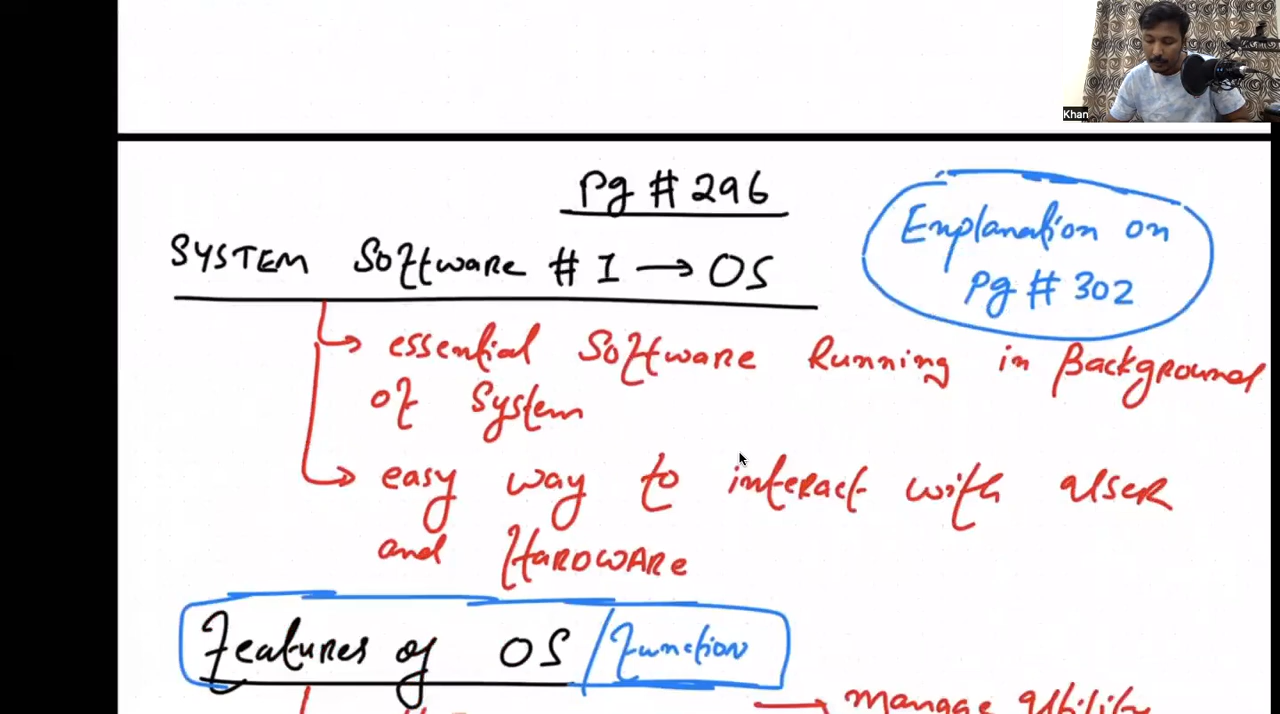 Khan
Pg # 296
Explanation on
Pg # 302
SYSTEM Software # I → OS
essential Software Running in Background
of System
easy way to interact with user
and HARDWARE
Features of OS / Function
manage